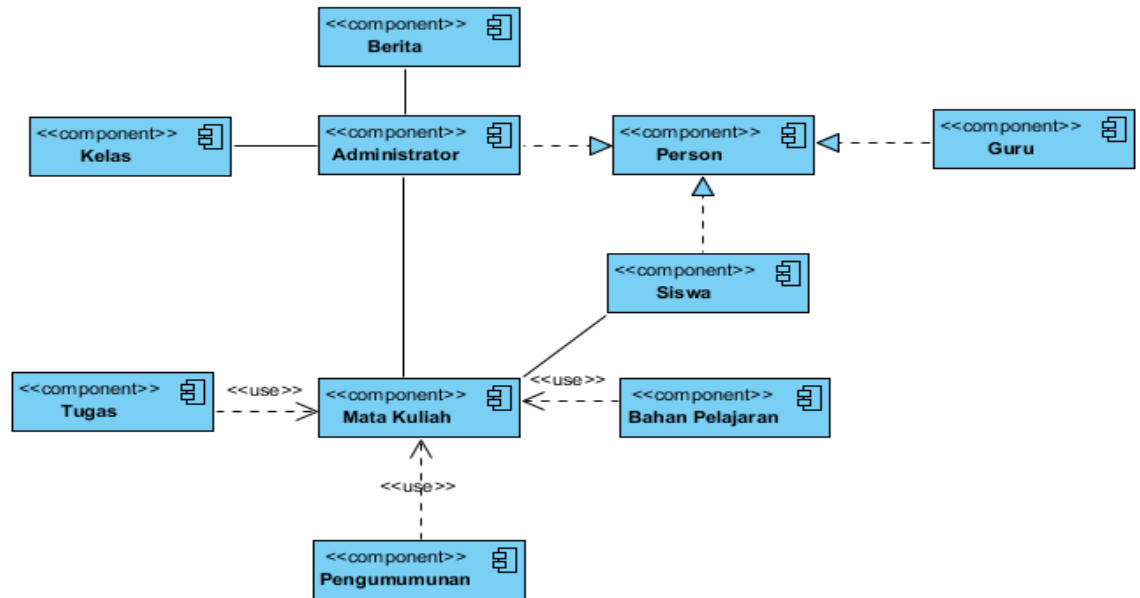 <<component>>
Berita
<<component>>
Kelas
<<component>>
Administrator
<<component>>
Person
<<component>>
Guru
<<component>>
Siswa
<<component>>
Tugas
<<use>>
<<component>>
Mata Kuliah
<<use>>
<<component>>
Bahan Pelajaran
<<use>>
<<component>>
Pengumumunan